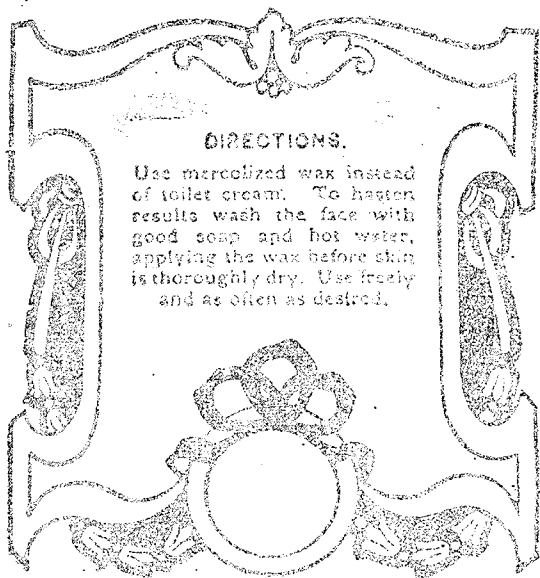 DIRECTIONS.
Use mercolized wax instead
of toilet cream. To hasten
results wash the face with
good soap and hot water,
applying the wax before skin
is thoroughly dry. Use freely
and as often as desired.